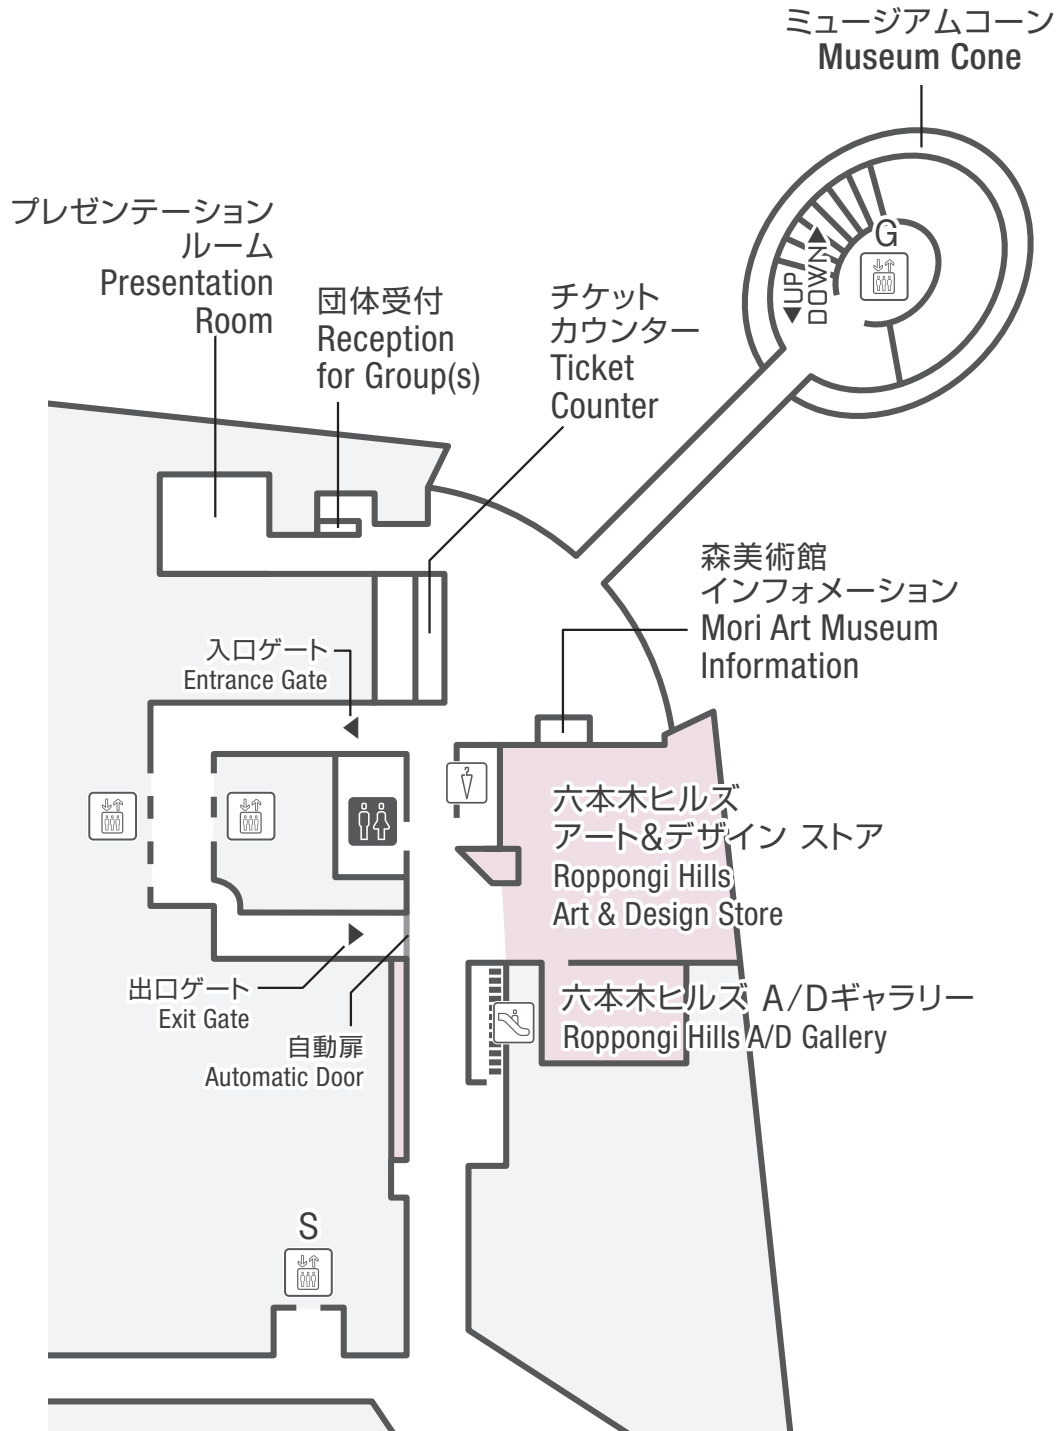 ミュージアムコーン
Museum Cone
プレゼンテーション
ルーム
Presentation
Room
団体受付
Reception
for Group(s)
チケット
カウンター
Ticket
Counter
G
◀UP
DOWN▶
森美術館
インフォメーション
Mori Art Museum
Information
入口ゲート
Entrance Gate
六本木ヒルズ
アート&デザイン ストア
Roppongi Hills
Art & Design Store
出口ゲート
Exit Gate
自動扉
Automatic Door
六本木ヒルズ A/Dギャラリー
Roppongi Hills A/D Gallery
S